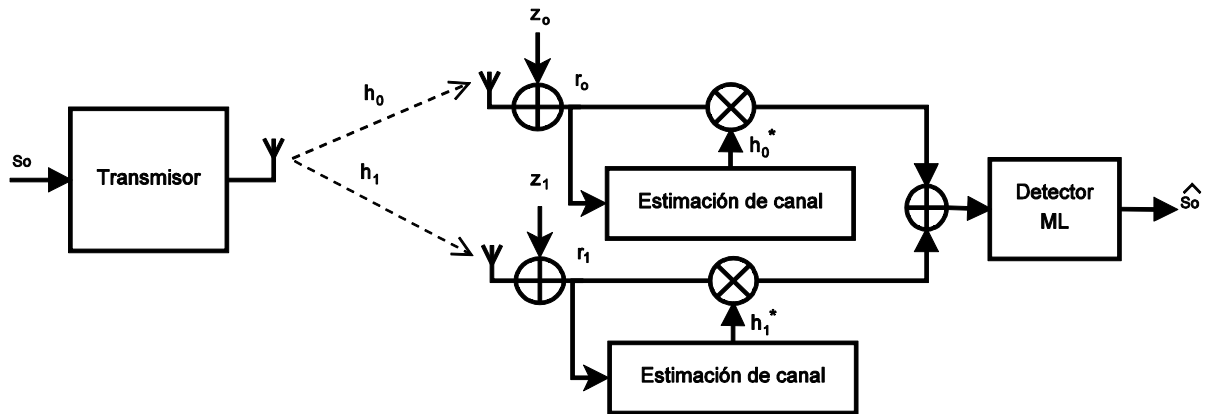 So
Transmisor
h0
h1
zo
ro
h0*
Estimación de canal
z1
r1
h1*
Estimación de canal
Detector
ML
Ŝo